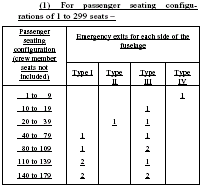 (1) For passenger seating configu-
rations of 1 to 299 seats –
Passenger
seating
configuration
(crew member
seats not
included)
Emergency exits for each side of the
fuselage
Type I
Type
II
Type
III
Type
IV
1 to 9 1
10 to 19 1
20 to 39 1 1
40 to 79 1 1
80 to 109 1 2
110 to 139 2 1
140 to 179 2 2